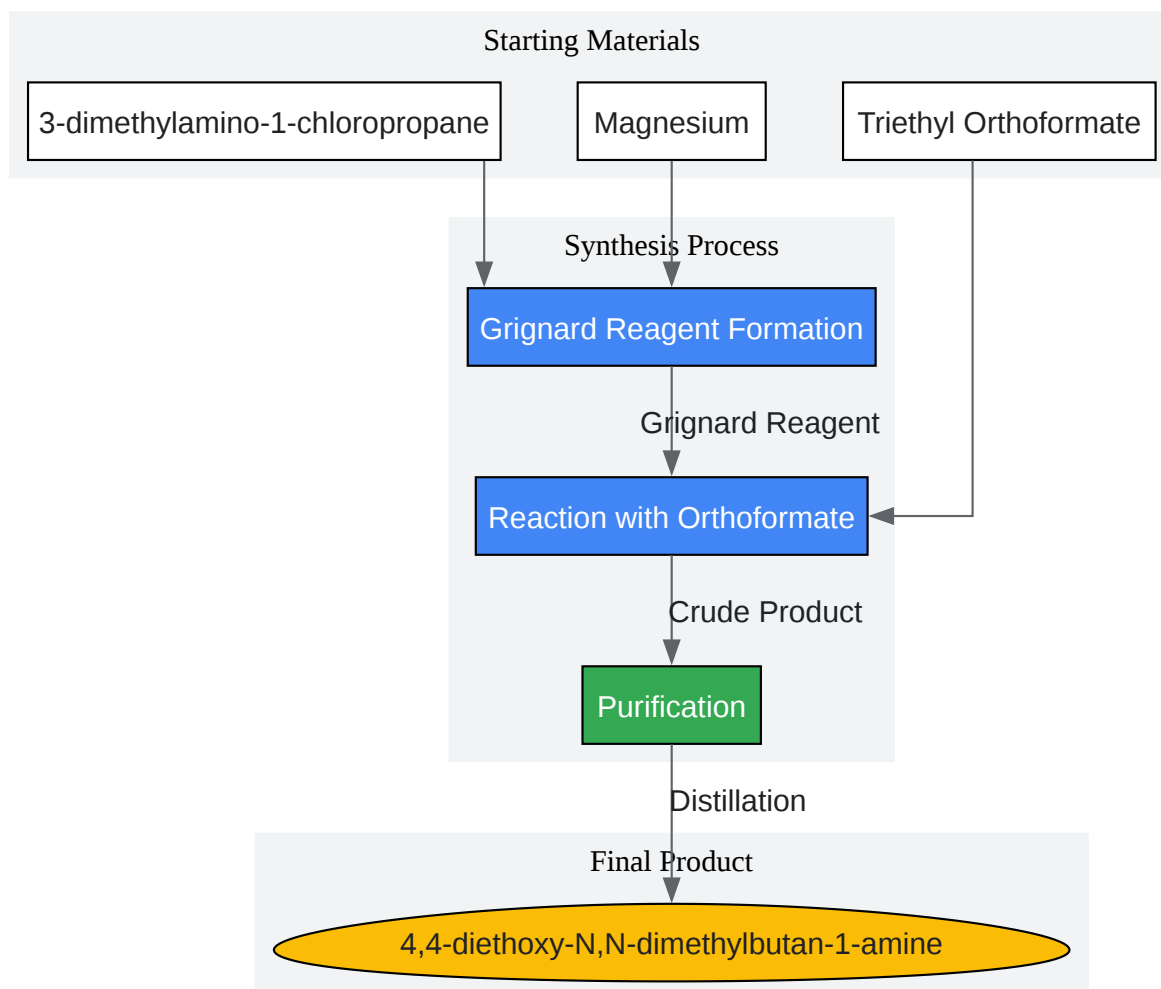 Starting Materials
3-dimethylamino-1-chloropropane
Magnesium
Triethyl Orthoformate
Synthesis Process
Grignard Reagent Formation
Grignard Reagent
Reaction with Orthoformate
Crude Product
Purification
Distillation
Final Product
4,4-diethoxy-N,N-dimethylbutan-1-amine